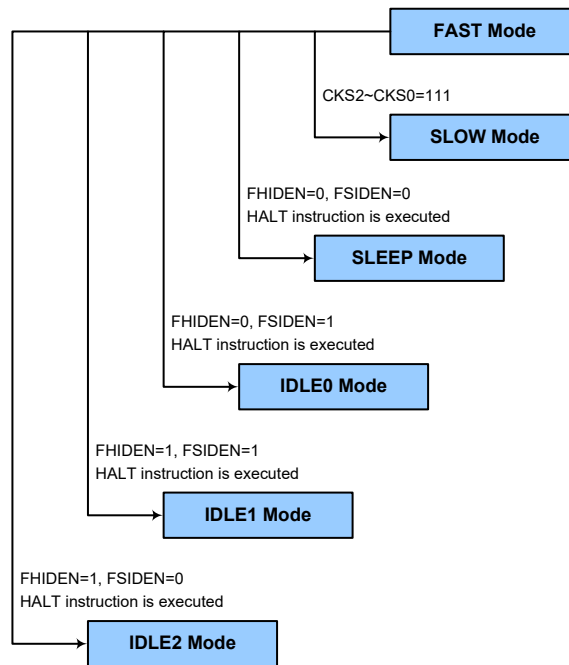 FAST Mode
CKS2~CKS0=111
SLOW Mode
FHIDEN=0, FSIDEN=0
HALT instruction is executed
SLEEP Mode
FHIDEN=0, FSIDEN=1
HALT instruction is executed
IDLE0 Mode
FHIDEN=1, FSIDEN=1
HALT instruction is executed
IDLE1 Mode
FHIDEN=1, FSIDEN=0
HALT instruction is executed
IDLE2 Mode